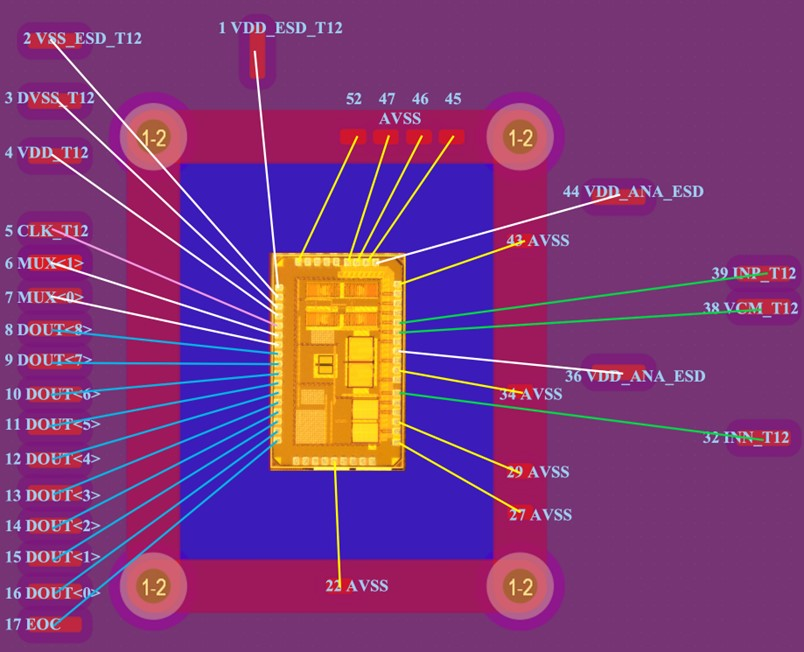 1 VDD_ESD_T12
2 VSS_ESD_T12
3 DVSS_T12
4 VDD_T12
5 CLK_T12
6 MUX<1>
7 MUX<0>
8 DOUT<8>
9 DOUT<7>
10 DOUT<6>
11 DOUT<5>
12 DOUT<4>
13 DOUT<3>
14 DOUT<2>
15 DOUT<1>
16 DOUT<0>
17 EOC
52 47 46 45
AVSS
1-2
1-2
44 VDD_ANA_ESD
43 AVSS
39 INP_T12
38 VCM_T12
36 VDD_ANA_ESD
34 AVSS
32 INN_T12
29 AVSS
27 AVSS
22 AVSS
1-2
1-2